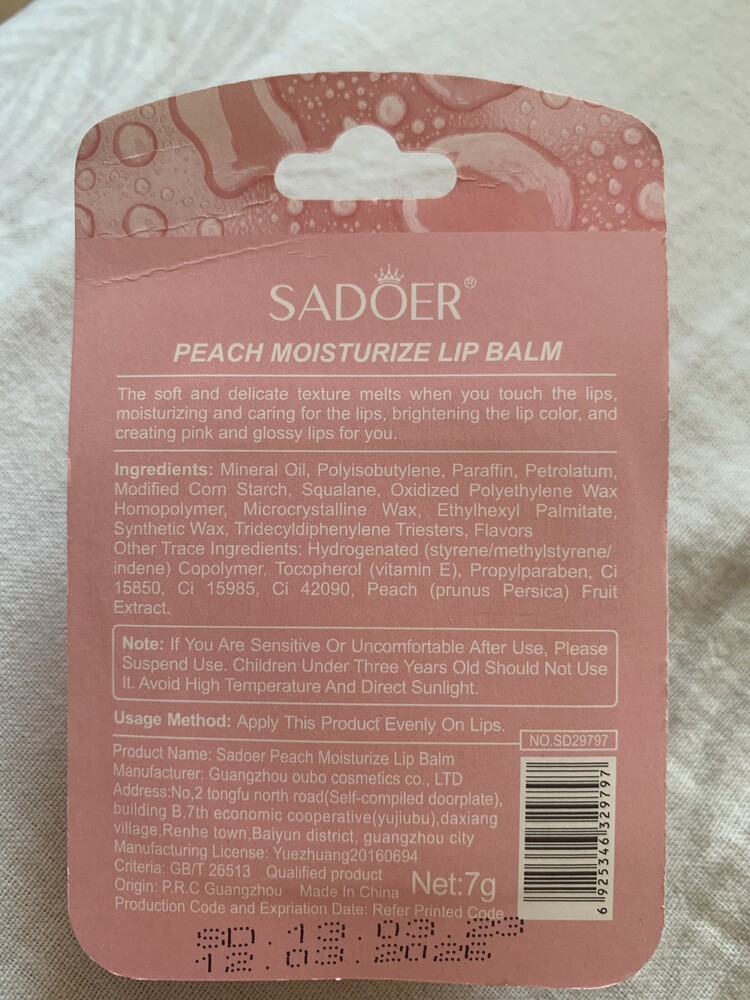 SADOER®
PEACH MOISTURIZE LIP BALM
The soft and delicate texture melts when you touch the lips,
moisturizing and caring for the lips, brightening the lip color, and
creating pink and glossy lips for you.
Ingredients: Mineral Oil, Polyisobutylene, Paraffin, Petrolatum,
Modified Corn Starch, Squalane, Oxidized Polyethylene Wax
Homopolymer, Microcrystalline Wax, Ethylhexyl Palmitate,
Synthetic Wax, Tridecyldiphenylene Triesters, Flavors
Other Trace Ingredients: Hydrogenated (styrene/methylstyrene/
indene) Copolymer, Tocopherol (vitamin E), Propylparaben, Ci
15850, Ci 15985, Ci 42090, Peach (prunus Persica) Fruit
Extract.
Note: If You Are Sensitive Or Uncomfortable After Use, Please
Suspend Use. Children Under Three Years Old Should Not Use
It. Avoid High Temperature And Direct Sunlight.
Usage Method: Apply This Product Evenly On Lips.
NO.SD29797
Product Name: Sadoer Peach Moisturize Lip Balm
Manufacturer: Guangzhou oubo cosmetics co., LTD
Address:No,2 tongfu north road(Self-compiled doorplate),
building B,7th economic cooperative(yujiubu),daxiang
village,Renhe town,Baiyun district, guangzhou city
Manufacturing License: Yuezhuang20160694
Criteria: GB/T 26513 Qualified product
Origin: P.R.C Guangzhou Made In China
Net:7g
Production Code and Expriation Date: Refer Printed Code
6 925346 329797
SD.13.03.23
12.03.2026